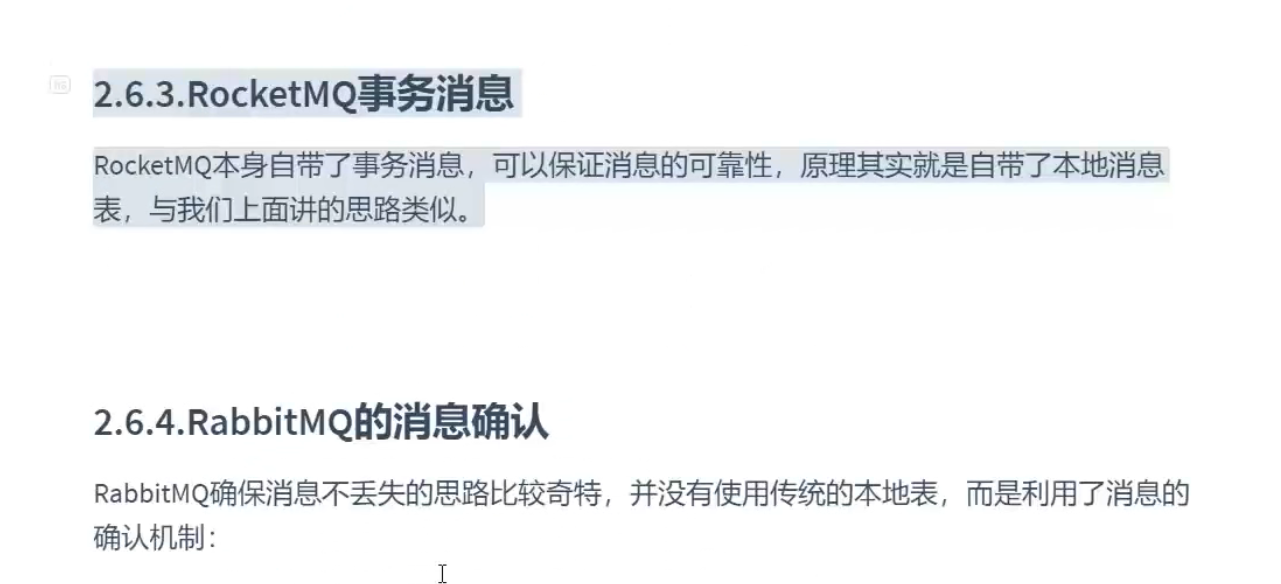 2.6.3.RocketMQ事务消息
RocketMQ本身自带了事务消息，可以保证消息的可靠性，原理其实就是自带了本地消息
表，与我们上面讲的思路类似。
2.6.4.RabbitMQ的消息确认
RabbitMQ确保消息不丢失的思路比较奇特，并没有使用传统的本地表，而是利用了消息的
确认机制：